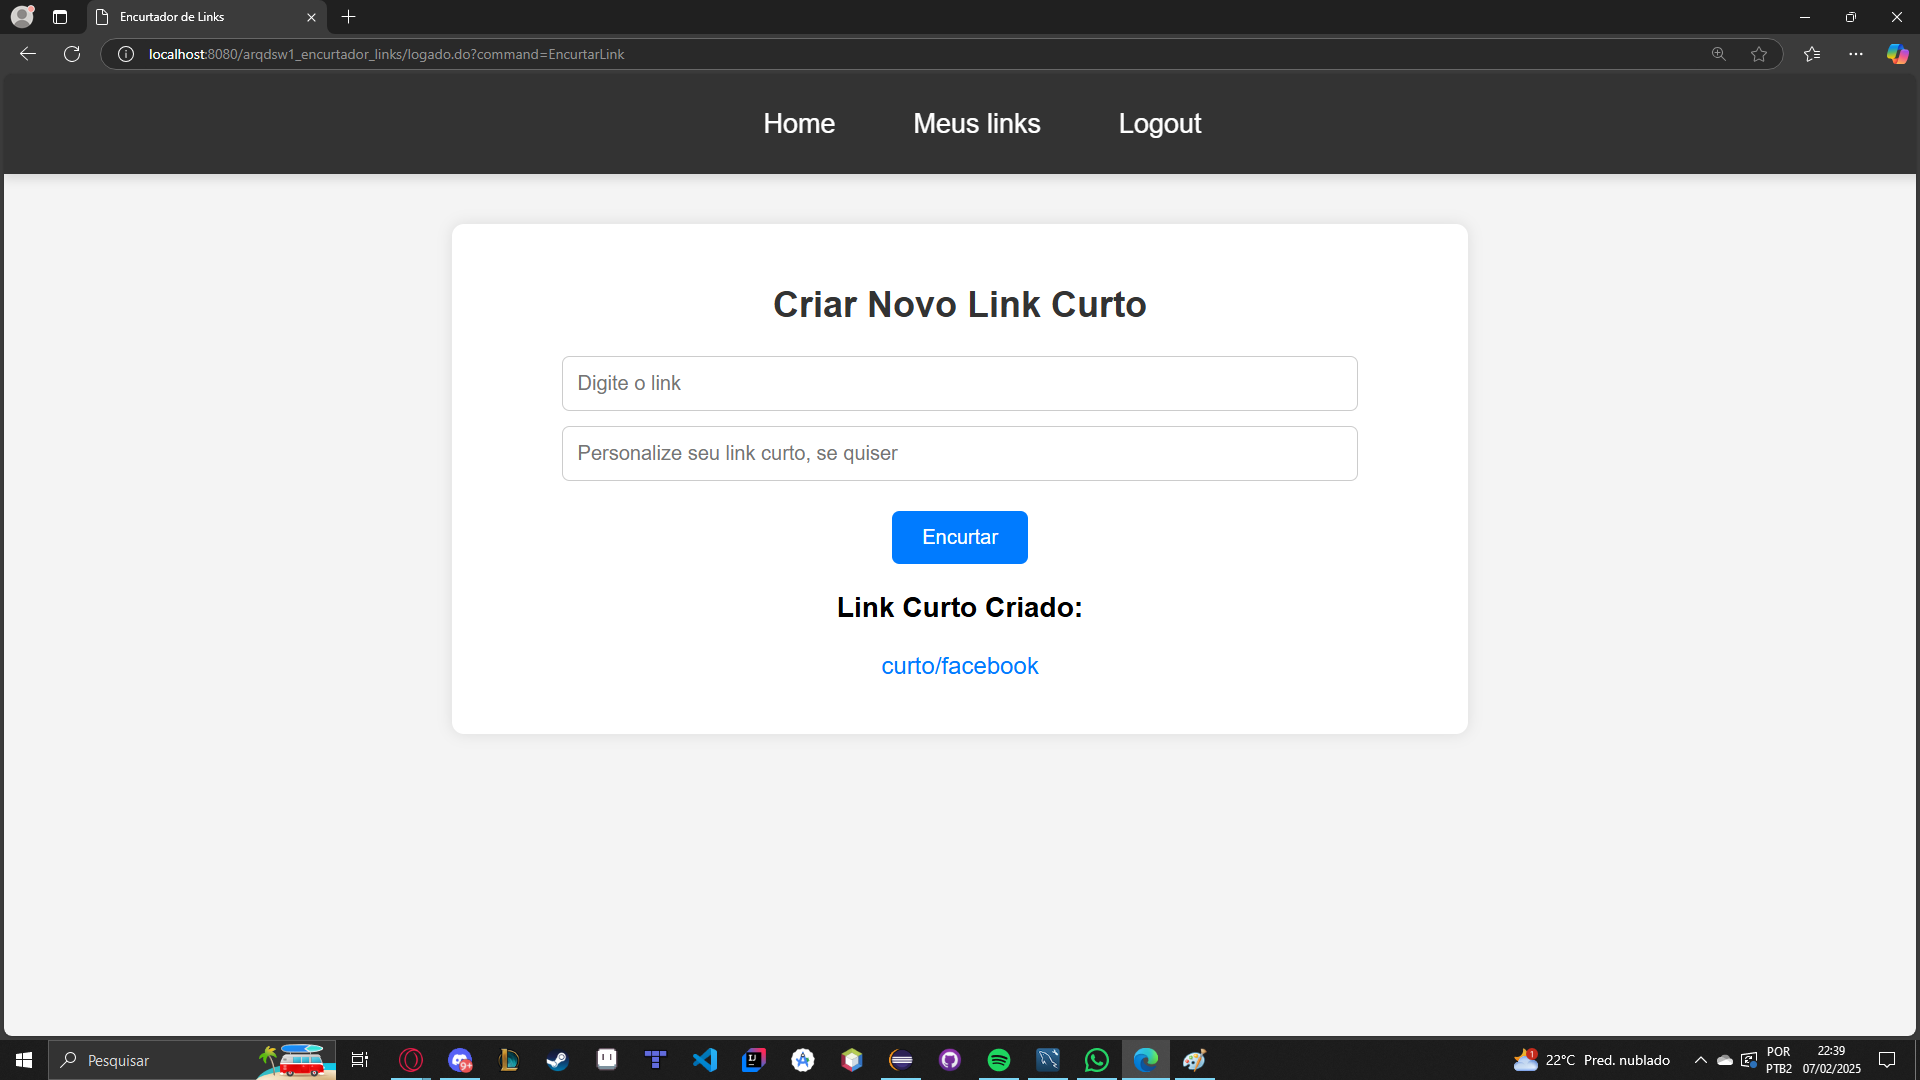 Encurtador de Links
localhost:8080/arqdsw1_encurtador_links/logado.do?command=EncurtarLink
Home
Meus links
Logout
Criar Novo Link Curto
Digite o link
Personalize seu link curto, se quiser
Encurtar
Link Curto Criado:
curto/facebook
Pesquisar
9+
1
22°C Pred. nublado
POR
PTB2
22:39
07/02/2025